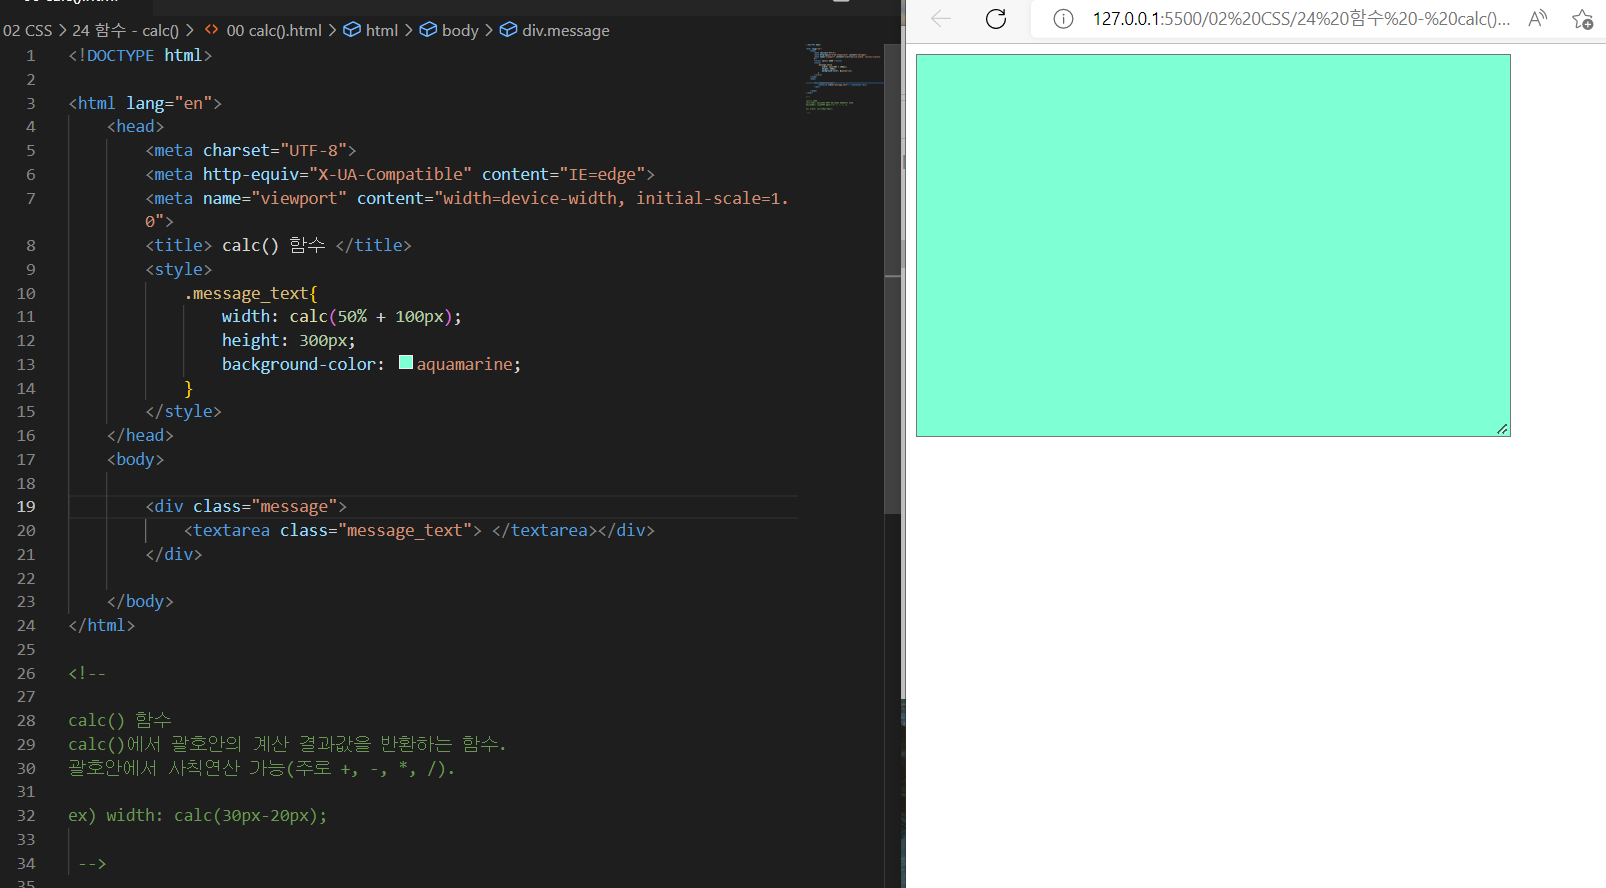 02 CSS > 24 함수 - calc() > <> 00 calc().html > html > body > div.message
1 <!DOCTYPE html>
2
3 <html lang="en">
4 <head>
5 <meta charset="UTF-8">
6 <meta http-equiv="X-UA-Compatible" content="IE=edge">
7 <meta name="viewport" content="width=device-width, initial-scale=1.
0">
8 <title> calc() 함수 </title>
9 <style>
10 .message_text{
11 width: calc(50% + 100px);
12 height: 300px;
13 background-color: aquamarine;
14 }
15 </style>
16 </head>
17 <body>
18
19 <div class="message">
20 <textarea class="message_text"> </textarea></div>
21 </div>
22
23 </body>
24 </html>
25
26 <!--
27
28 calc() 함수
29 calc()에서 괄호안의 계산 결과값을 반환하는 함수.
30 괄호안에서 사칙연산 가능(주로 +, -, *, /).
31
32 ex) width: calc(30px-20px);
33
34 -->
35
127.0.0.1:5500/02%20CSS/24%20함수%20-%20calc()...